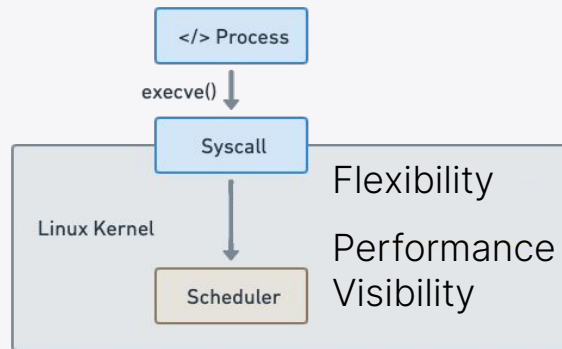 </> Process
execve()
Syscall
Flexibility
Linux Kernel
Performance
Visibility
Scheduler